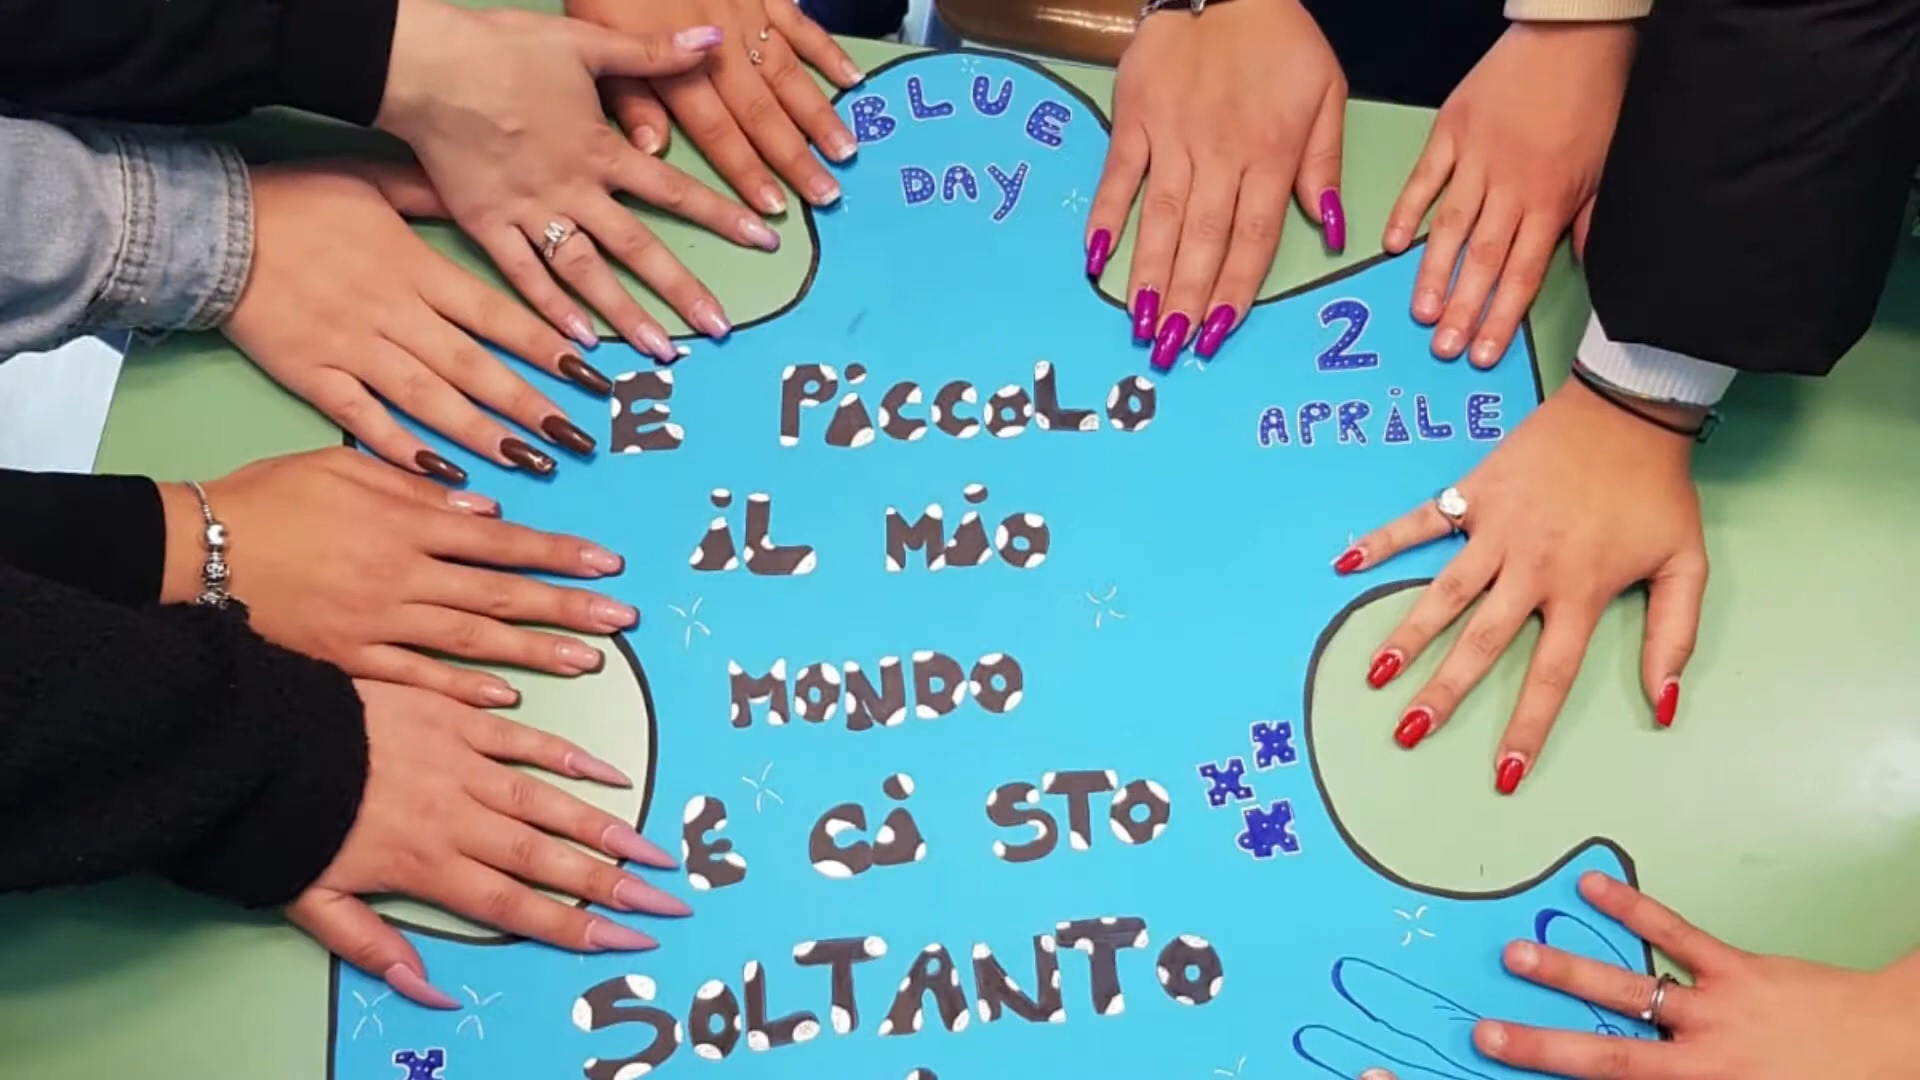 BLUE
DAY
2
APRILE
E PiCCOLO
iL MiO
MONDO
E Ci STO
SOLTANTO